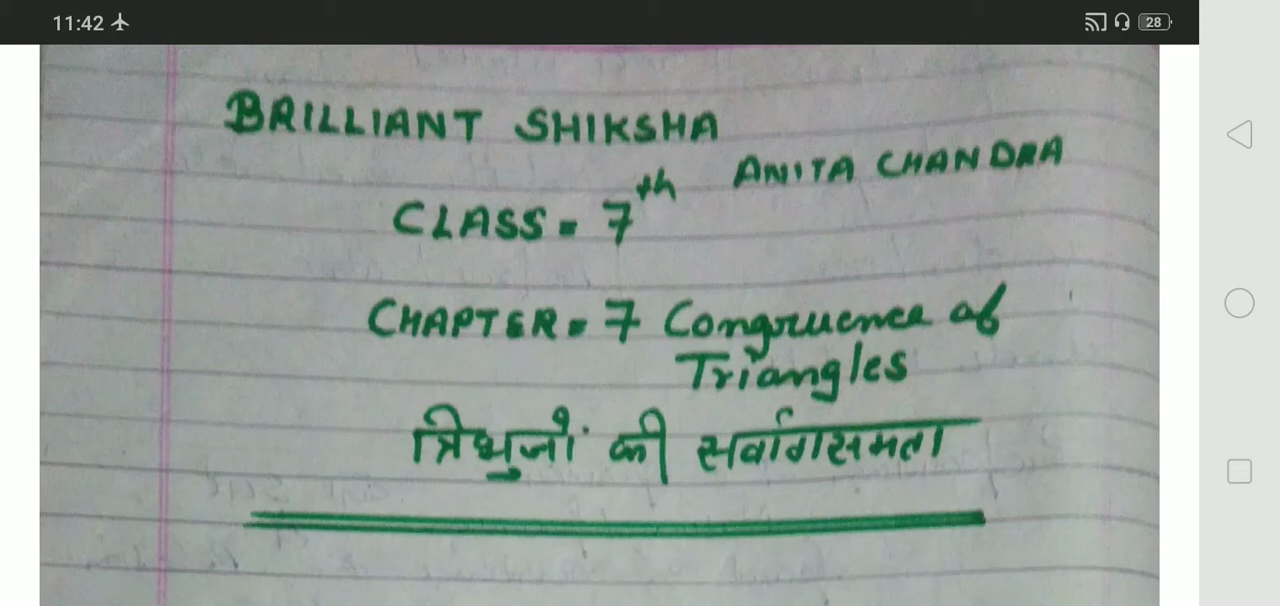 11:42
28
BRILLIANT SHIKSHA
ANITA CHANDRA
CLASS = 7th
CHAPTER = 7 Congruence of
Triangles
त्रिभुजों की सर्वागसमता